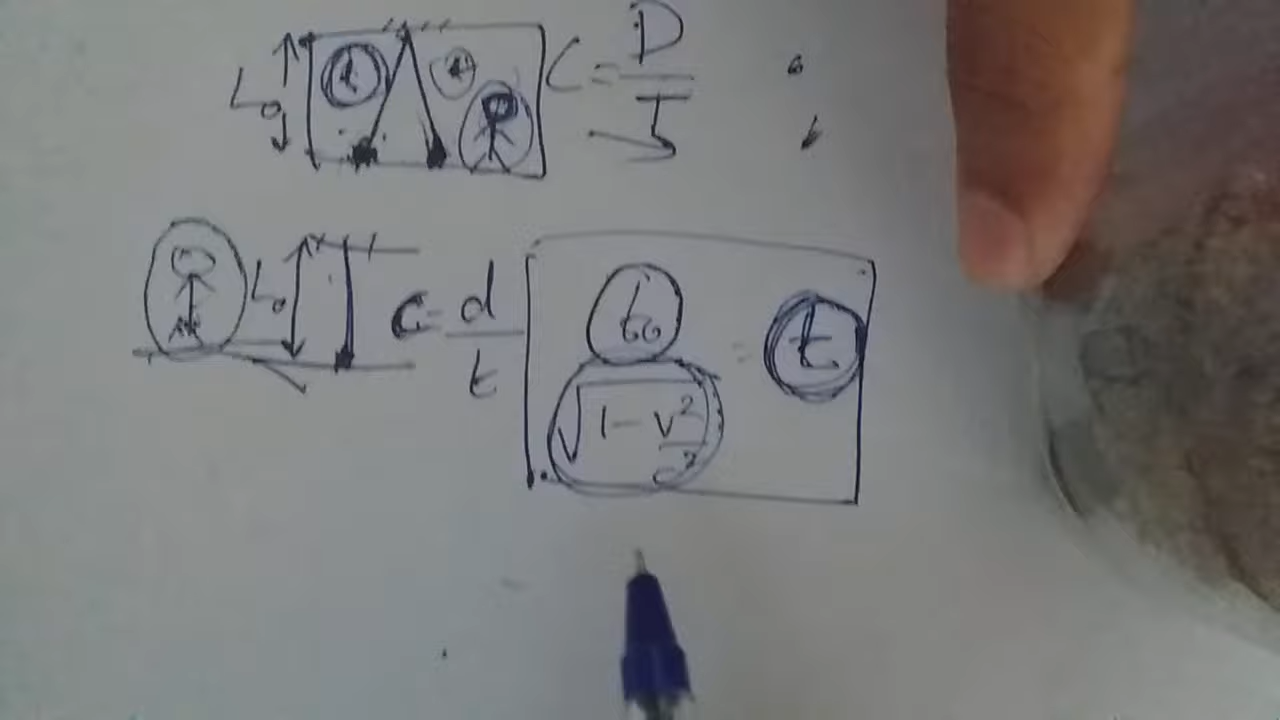 L₀ t C = D/T
L₀ C = d/t t₀/√(1 - v²/c²) = t